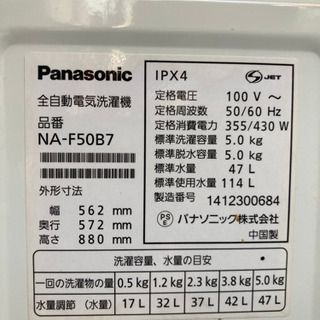 Panasonic
全自動電気洗濯機
品番
NA-F50B7
外形寸法
幅 562 mm
奥行 572 mm
高さ 880 mm
IPX4
S JET
定格電圧 100 V ～
定格周波数 50/60 Hz
定格消費電力 355/430 W
標準洗濯容量 5.0 kg
標準脱水容量 5.0 kg
標準水量 47 L
標準使用水量 114 L
製造番号 1412300684
PS E パナソニック株式会社
中国製
洗濯容量、水量の目安
一回の洗濯物の量 0.5 kg 1.2 kg 2.3 kg 3.8 kg 5.0 kg
水量調節 (水量) 17 L 32 L 37 L 42 L 47 L